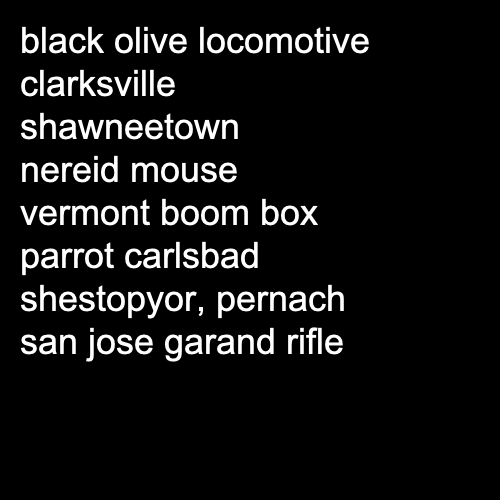 black olive locomotive
clarksville
shawneetown
nereid mouse
vermont boom box
parrot carlsbad
shestopyor, pernach
san jose garand rifle